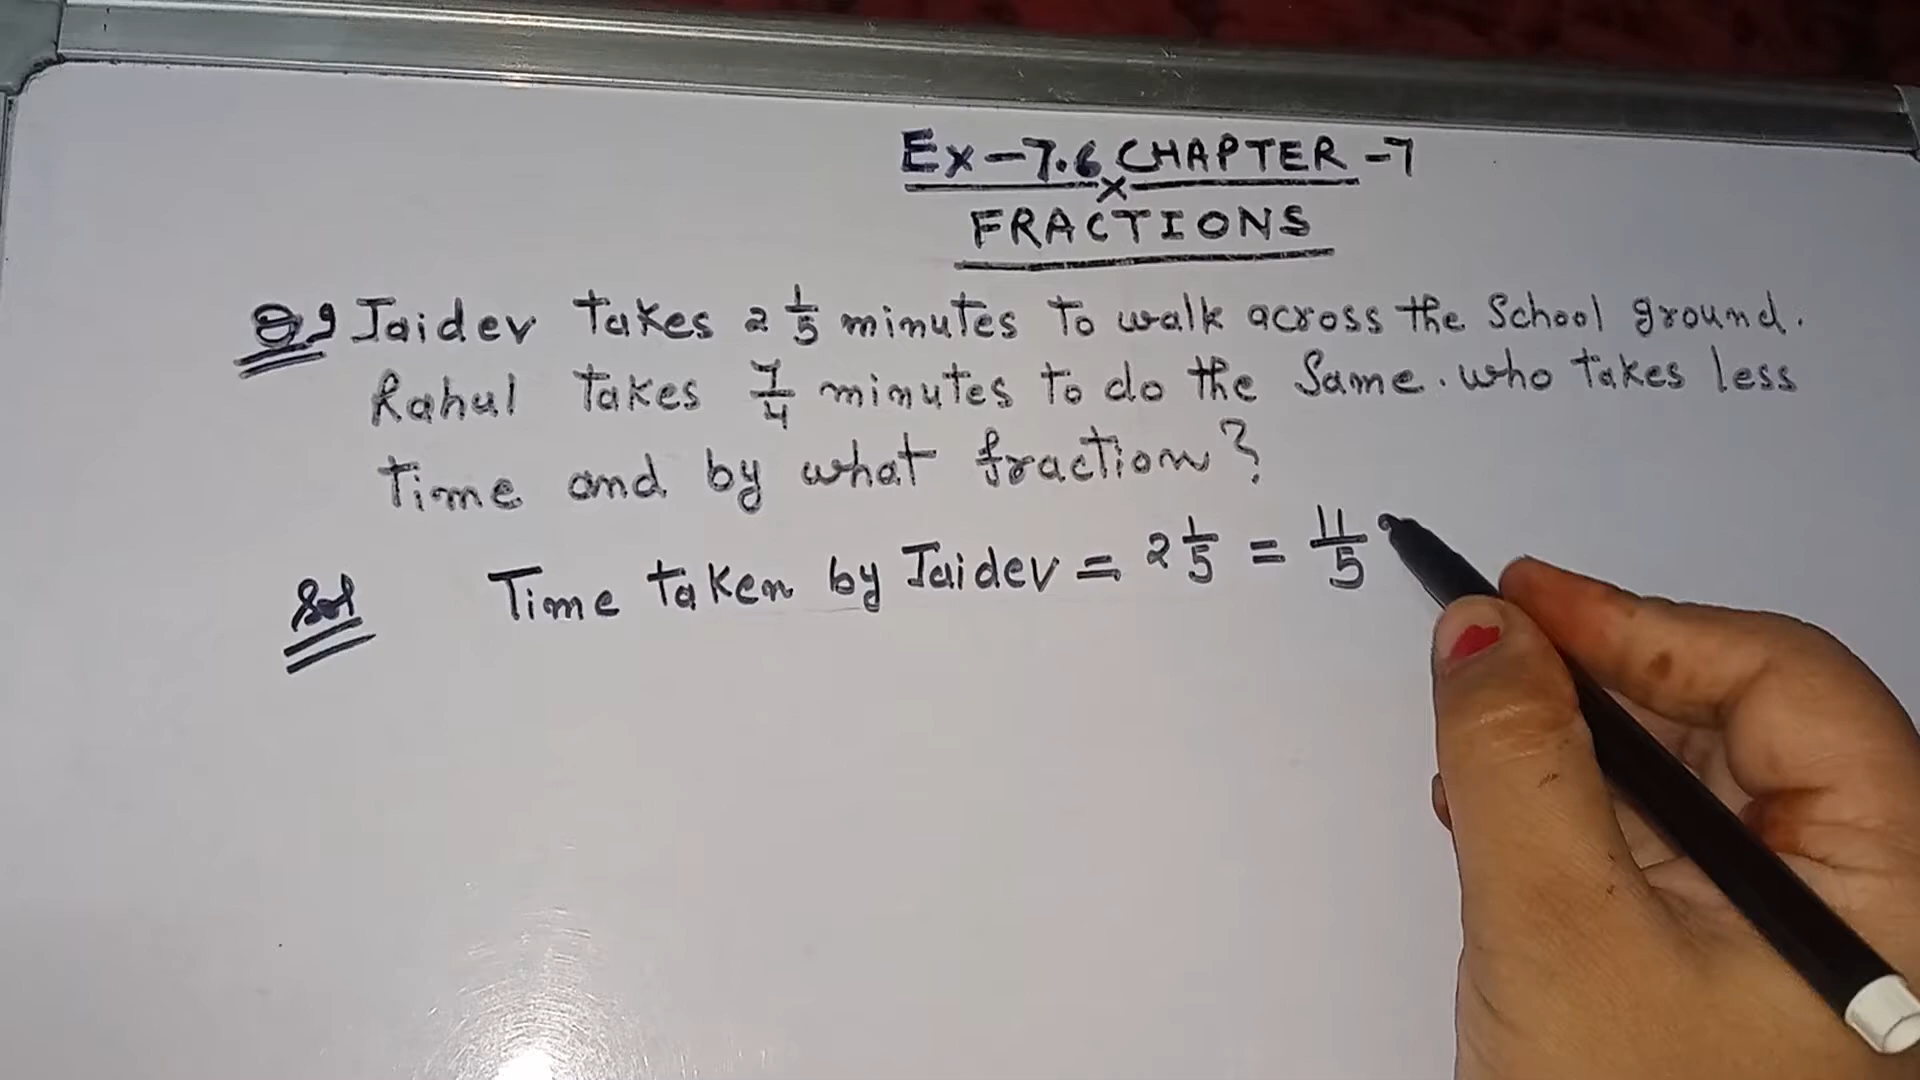 Ex-7.6 CHAPTER-7
x
FRACTIONS
Q9 Jaidev takes 2 1/5 minutes to walk across the School ground.
Rahul takes 7/4 minutes to do the Same. who takes less
time and by what fraction?
Sol Time taken by Jaidev = 2 1/5 = 11/5